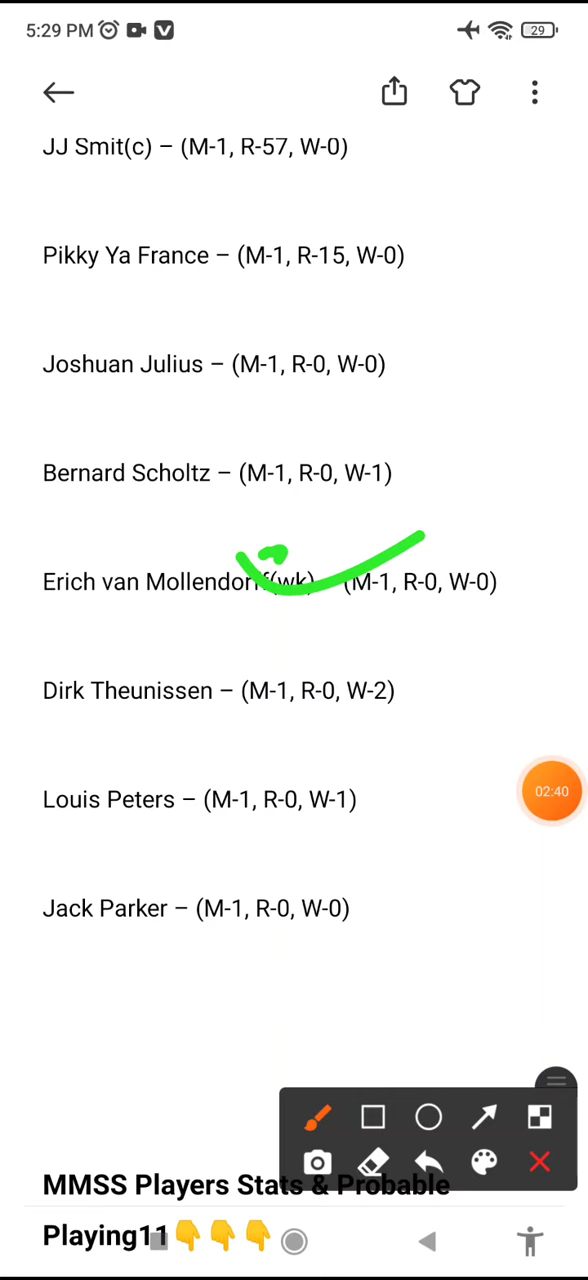 5:29 PM 29
JJ Smit(c) – (M-1, R-57, W-0)
Pikky Ya France – (M-1, R-15, W-0)
Joshuan Julius – (M-1, R-0, W-0)
Bernard Scholtz – (M-1, R-0, W-1)
Erich van Mollendorff(wk) – (M-1, R-0, W-0)
Dirk Theunissen – (M-1, R-0, W-2)
02:40
Louis Peters – (M-1, R-0, W-1)
Jack Parker – (M-1, R-0, W-0)
MMSS Players Stats & Probable
Playing11👇👇👇